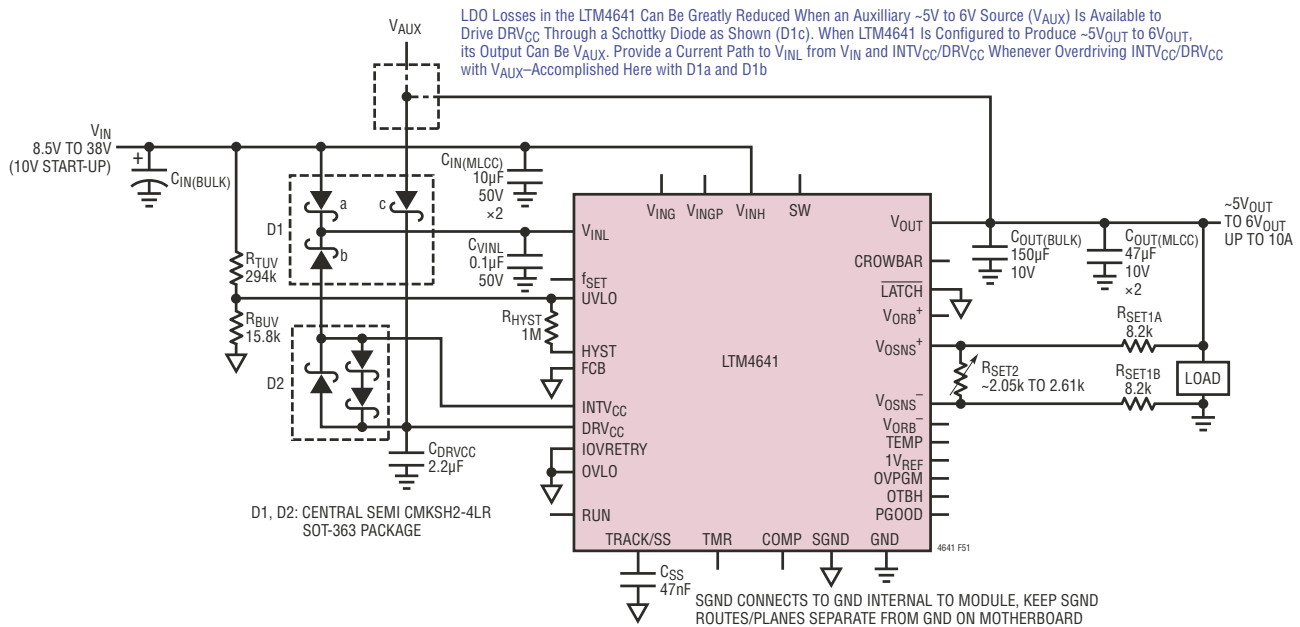 LDO Losses in the LTM4641 Can Be Greatly Reduced When an Auxilliary ~5V to 6V Source (VAUX) Is Available to
Drive DRVCC Through a Schottky Diode as Shown (D1c). When LTM4641 Is Configured to Produce ~5VOUT to 6VOUT,
its Output Can Be VAUX. Provide a Current Path to VINL from VIN and INTVCC/DRVCC Whenever Overdriving INTVCC/DRVCC
with VAUX–Accomplished Here with D1a and D1b
VAUX
VIN
8.5V TO 38V
(10V START-UP)
+
CIN(BULK)
CIN(MLCC)
10µF
50V
×2
D1
a
c
b
CVINL
0.1µF
50V
RTUV
294k
RBUV
15.8k
RHYST
1M
D2
CDRVCC
2.2µF
D1, D2: CENTRAL SEMI CMKSH2-4LR
SOT-363 PACKAGE
VING
VINGP
VINH
SW
VINL
fSET
UVLO
HYST
FCB
INTVCC
DRVCC
IOVRETRY
OVLO
RUN
LTM4641
TRACK/SS
TMR
COMP
SGND
GND
VOUT
CROWBAR
LATCH
VORB+
VOSNS+
VOSNS–
VORB–
TEMP
1VREF
OVPGM
OTBH
PGOOD
4641 F51
~5VOUT
TO 6VOUT
UP TO 10A
COUT(BULK)
150µF
10V
COUT(MLCC)
47µF
10V
×2
RSET1A
8.2k
RSET2
~2.05k TO 2.61k
RSET1B
8.2k
LOAD
CSS
47nF
SGND CONNECTS TO GND INTERNAL TO MODULE, KEEP SGND
ROUTES/PLANES SEPARATE FROM GND ON MOTHERBOARD